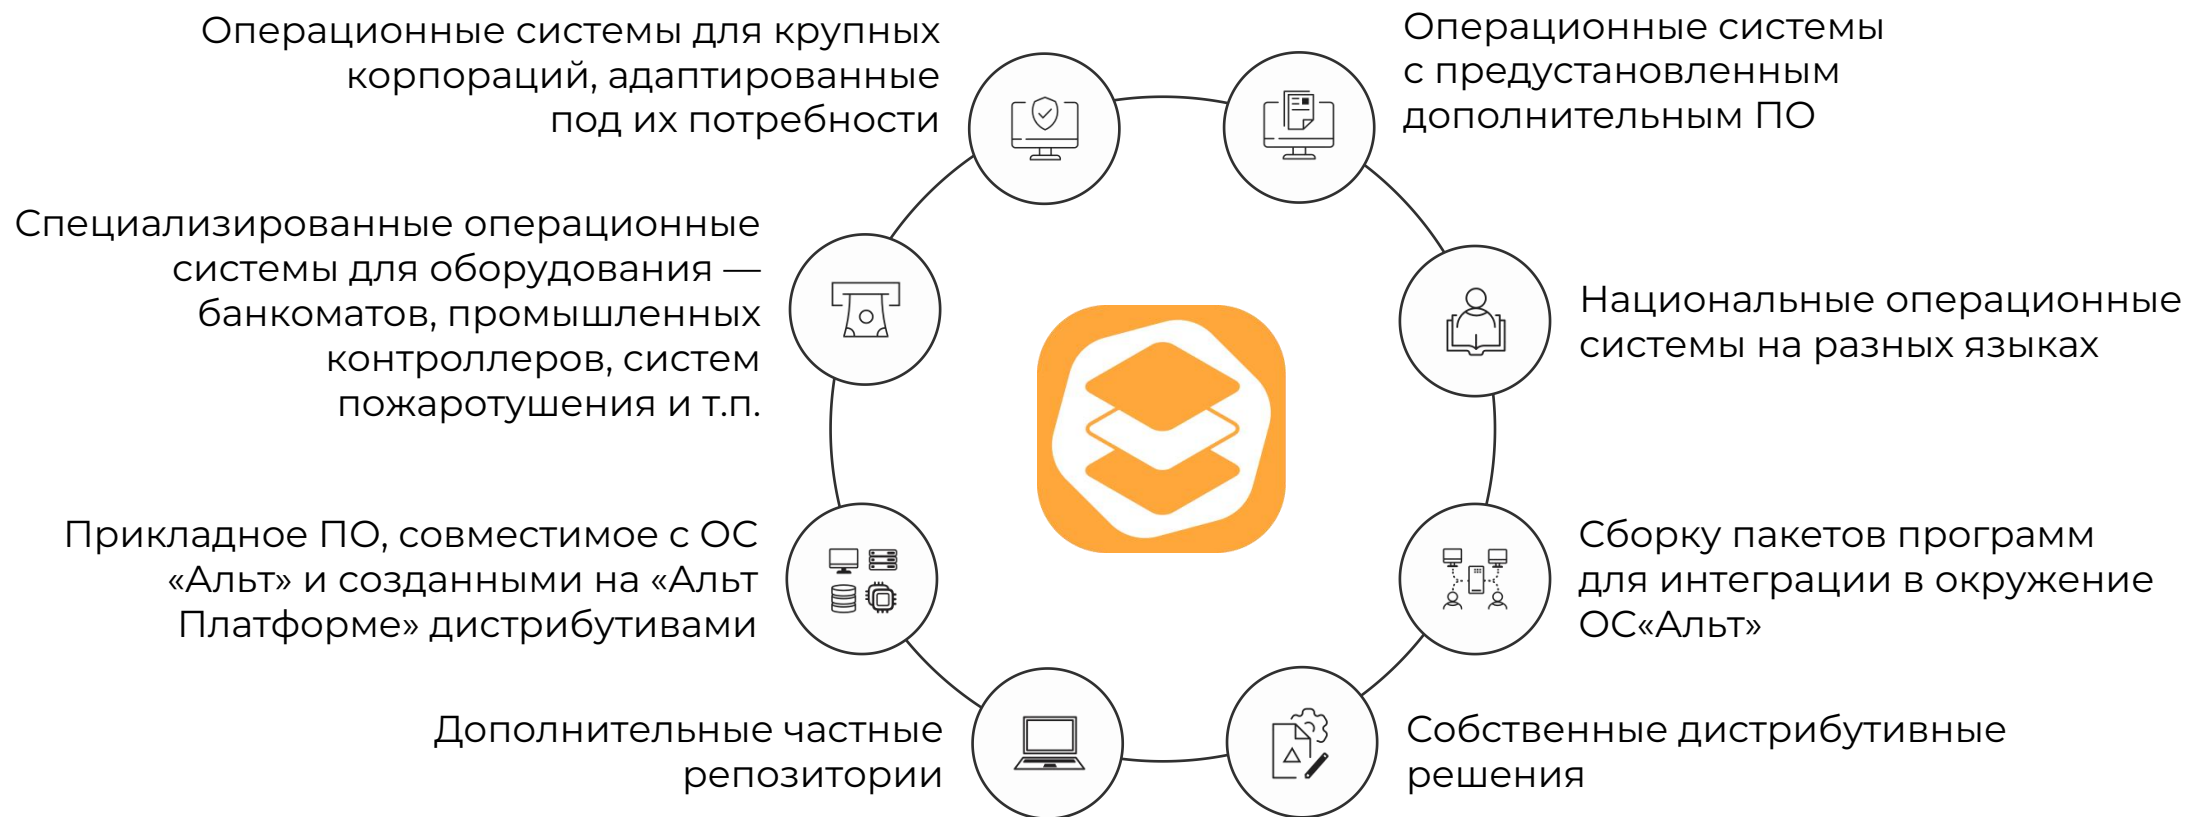 Операционные системы для крупных
корпораций, адаптированные
под их потребности
Операционные системы
с предустановленным
дополнительным ПО
Специализированные операционные
системы для оборудования —
банкоматов, промышленных
контроллеров, систем
пожаротушения и т.п.
Национальные операционные
системы на разных языках
Прикладное ПО, совместимое с ОС
«Альт» и созданными на «Альт
Платформе» дистрибутивами
Сборку пакетов программ
для интеграции в окружение
ОС«Альт»
Дополнительные частные
репозитории
Собственные дистрибутивные
решения